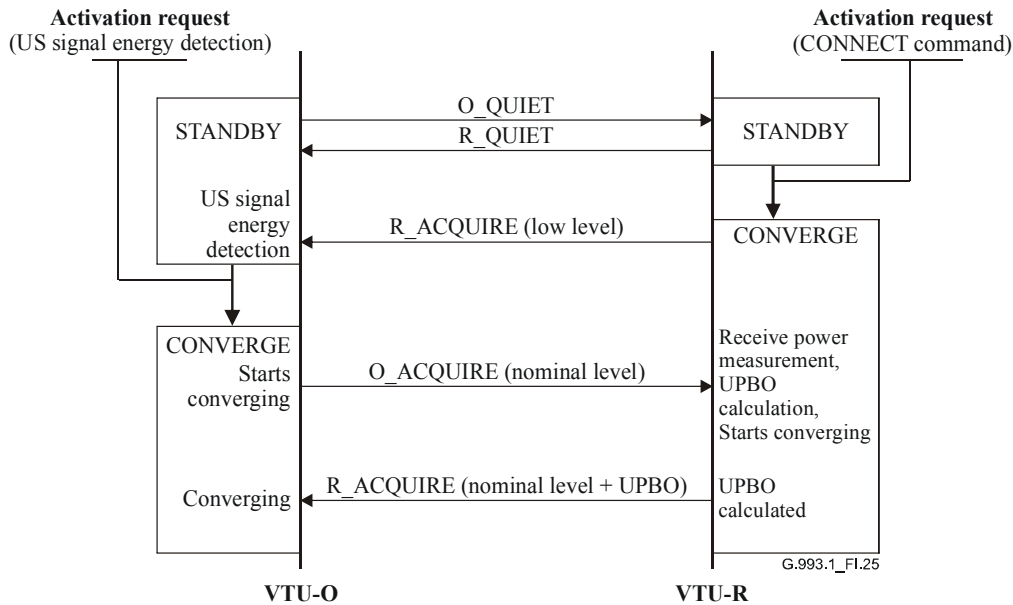 Activation request
(US signal energy detection)
Activation request
(CONNECT command)
O_QUIET
STANDBY
R_QUIET
STANDBY
US signal
energy
detection
R_ACQUIRE (low level)
CONVERGE
CONVERGE
Starts
converging
O_ACQUIRE (nominal level)
Receive power
measurement,
UPBO
calculation,
Starts converging
Converging
R_ACQUIRE (nominal level + UPBO)
UPBO
calculated
G.993.1_FI.25
VTU-O
VTU-R